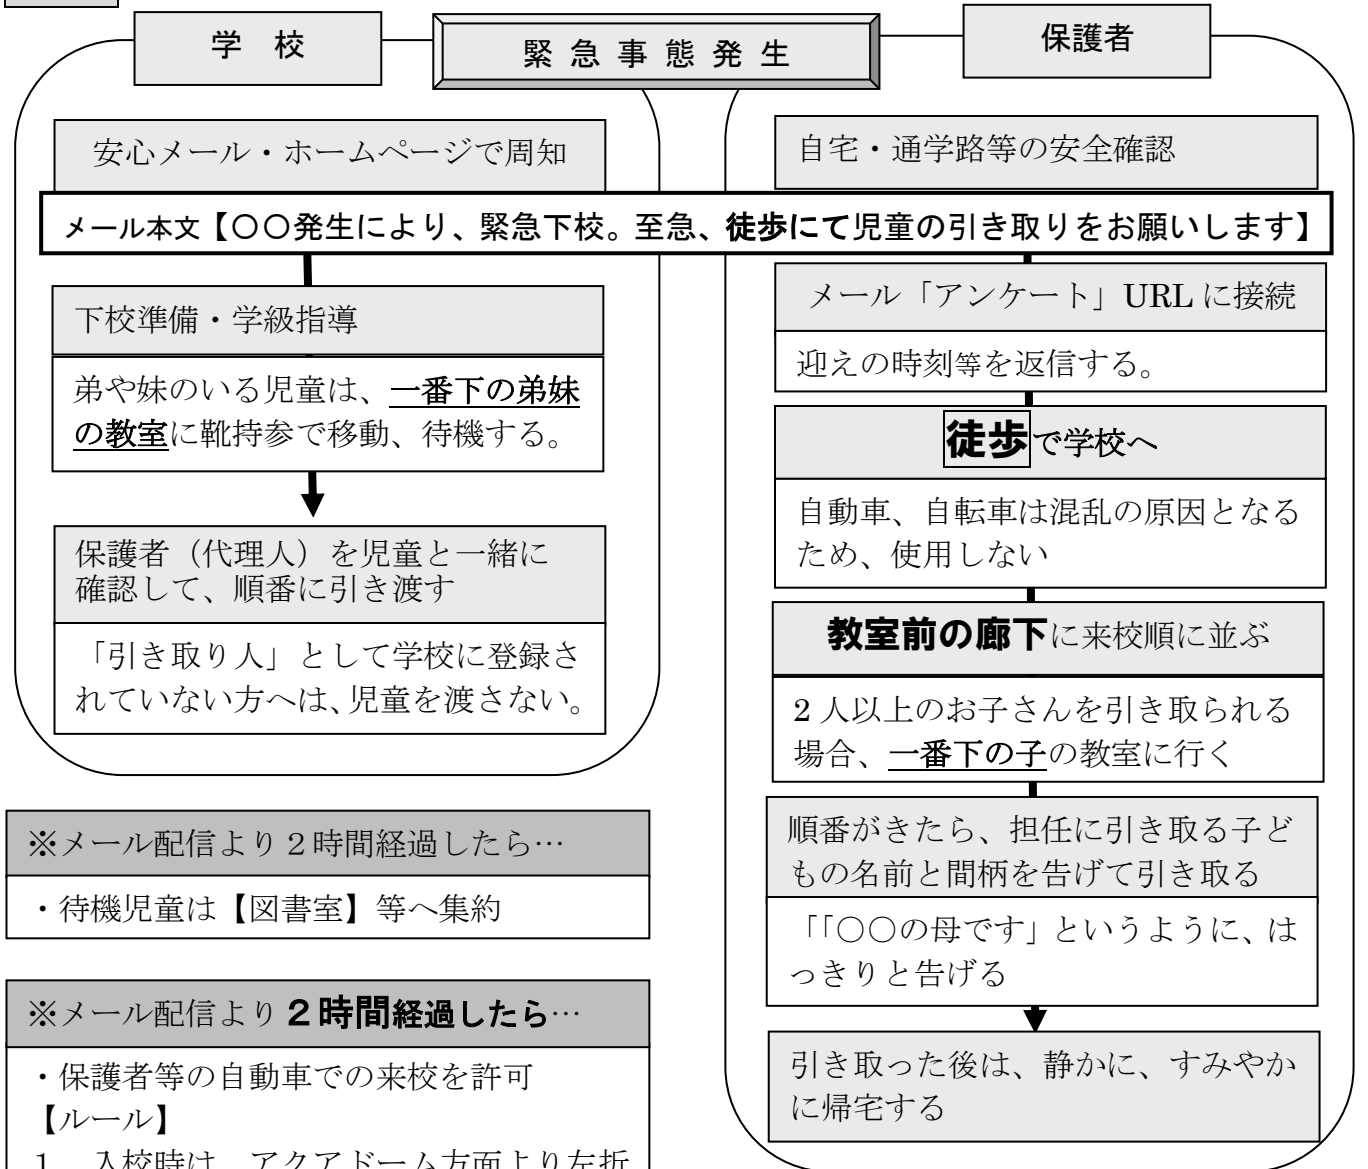 学　校
緊 急 事 態 発 生
保護者
安心メール・ホームページで周知
自宅・通学路等の安全確認
メール本文【〇〇発生により、緊急下校。至急、徒歩にて児童の引き取りをお願いします】
下校準備・学級指導
弟や妹のいる児童は、一番下の弟妹
の教室に靴持参で移動、待機する。
保護者（代理人）を児童と一緒に
確認して、順番に引き渡す
「引き取り人」として学校に登録さ
れていない方へは、児童を渡さない。
メール「アンケート」URL に接続
迎えの時刻等を返信する。
徒歩で学校へ
自動車、自転車は混乱の原因となる
ため、使用しない
教室前の廊下に来校順に並ぶ
2 人以上のお子さんを引き取られる
場合、一番下の子の教室に行く
順番がきたら、担任に引き取る子ど
もの名前と間柄を告げて引き取る
「「〇〇の母です」というように、は
っきりと告げる
引き取った後は、静かに、すみやか
に帰宅する
※メール配信より２時間経過したら…
・待機児童は【図書室】等へ集約
※メール配信より２時間経過したら…
・保護者等の自動車での来校を許可
【ルール】
１　入校時は、アクアドーム方面より左折